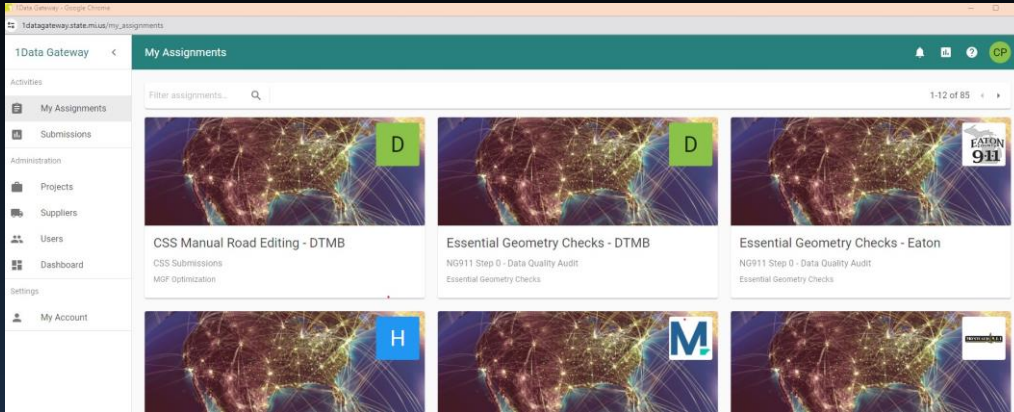 1Data Gateway - Google Chrome
1datagateway.state.mi.us/my_assignments
1Data Gateway
My Assignments
CP
Activities
My Assignments
Submissions
Administration
Projects
Suppliers
Users
Dashboard
Settings
My Account
Filter assignments...
1-12 of 85
D
D
EATON
911
CSS Manual Road Editing - DTMB
CSS Submissions
MGF Optimization
Essential Geometry Checks - DTMB
NG911 Step 0 - Data Quality Audit
Essential Geometry Checks
Essential Geometry Checks - Eaton
NG911 Step 0 - Data Quality Audit
Essential Geometry Checks
H
M